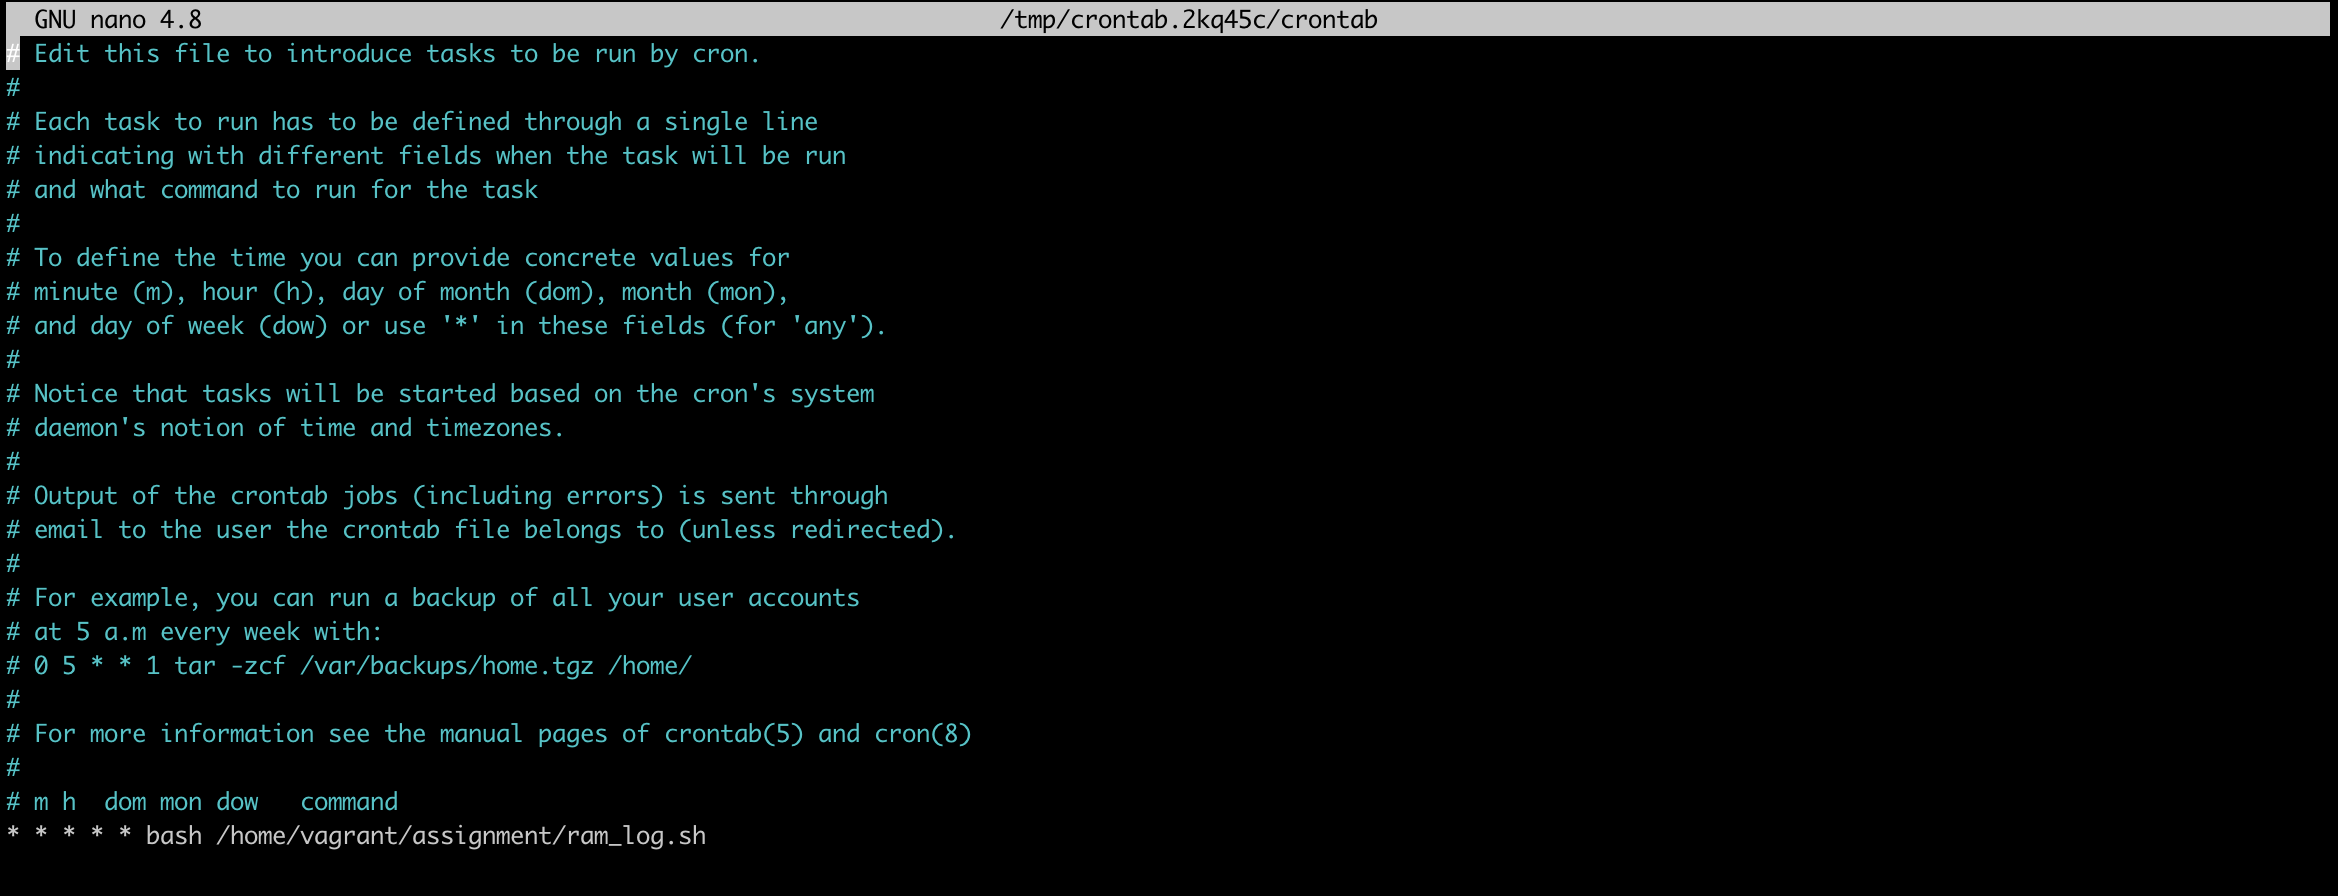 GNU nano 4.8 /tmp/crontab.2kq45c/crontab
# Edit this file to introduce tasks to be run by cron.
#
# Each task to run has to be defined through a single line
# indicating with different fields when the task will be run
# and what command to run for the task
#
# To define the time you can provide concrete values for
# minute (m), hour (h), day of month (dom), month (mon),
# and day of week (dow) or use '*' in these fields (for 'any').
#
# Notice that tasks will be started based on the cron's system
# daemon's notion of time and timezones.
#
# Output of the crontab jobs (including errors) is sent through
# email to the user the crontab file belongs to (unless redirected).
#
# For example, you can run a backup of all your user accounts
# at 5 a.m every week with:
# 0 5 * * 1 tar -zcf /var/backups/home.tgz /home/
#
# For more information see the manual pages of crontab(5) and cron(8)
#
# m h  dom mon dow   command
* * * * * bash /home/vagrant/assignment/ram_log.sh